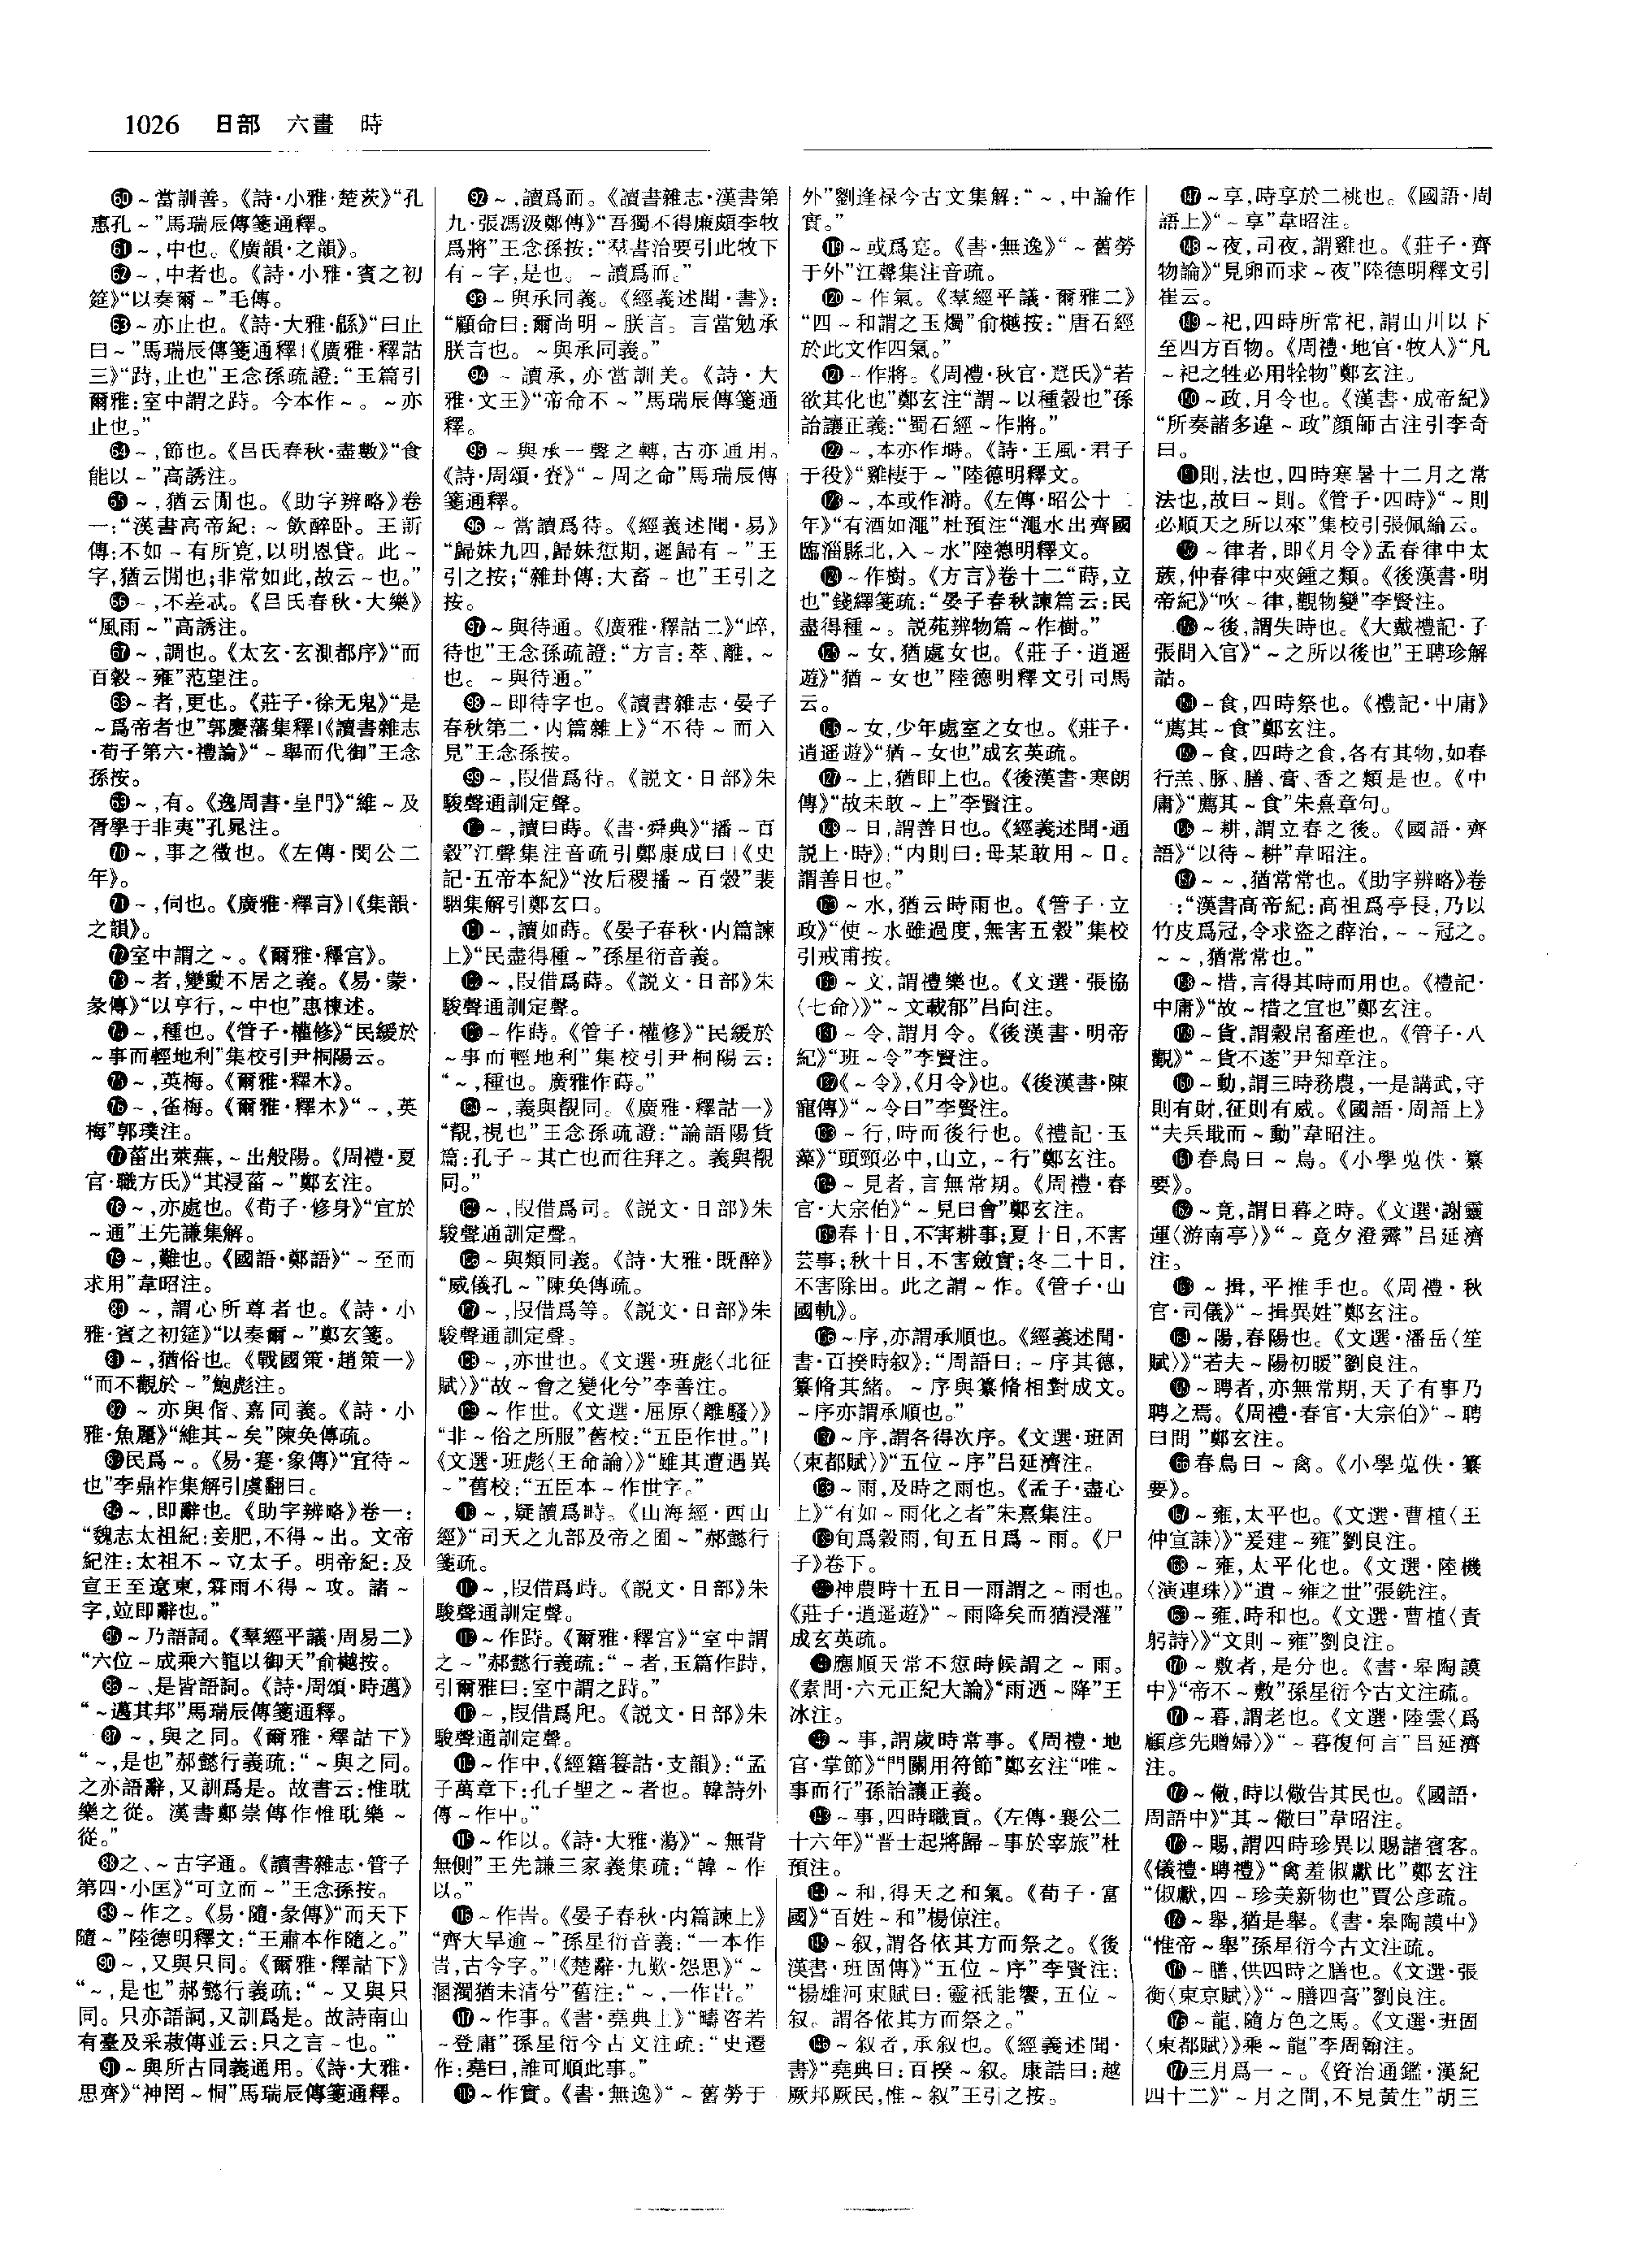 1026 日部 六畫 時
㉠~當訓善。《詩·小雅·楚茨》“孔
惠孔~”馬瑞辰傳箋通釋。
61~,中也。《廣韻·之韻》。
62~,中者也。《詩·小雅·賓之初
筵》“以奏爾~”毛傳。
63~亦止也。《詩·大雅·緜》“曰止
曰~”馬瑞辰傳箋通釋|《廣雅·釋詁
三》“跱,止也”王念孫疏證:“玉篇引
爾雅:室中謂之跱。今本作~。~亦
止也。”
64~,節也。《呂氏春秋·盡數》“食
能以~”高誘注。
65~,猶云閒也。《助字辨略》卷
一:“漢書高帝紀:~飲醉卧。王訢
傳:不如~有所寬,以明恩貸。此~
字,猶云閒也;非常如此,故云~也。”
66~,不差忒。《呂氏春秋·大樂》
“風雨~”高誘注。
67~,調也。《太玄·玄測都序》“而
百穀~雍”范望注。
68~者,更也。《莊子·徐无鬼》“是
~爲帝者也”郭慶藩集釋|《讀書雜志
·荀子第六·禮論》“~舉而代御”王念
孫按。
69~,有。《逸周書·皇門》“維~及
胥學于非夷”孔晁注。
70~,事之徵也。《左傳·閔公二
年》。
71~,伺也。《廣雅·釋言》|《集韻·
之韻》。
72室中謂之~。《爾雅·釋宮》。
73~者,變動不居之義。《易·蒙·
彖傳》“以亨行,~中也”惠棟述。
74~,種也。《管子·權修》“民緩於
~事而輕地利”集校引尹桐陽云。
75~,英梅。《爾雅·釋木》。
76~,雀梅。《爾雅·釋木》“~,英
梅”郭璞注。
77菑出萊蕪,~出般陽。《周禮·夏
官·職方氏》“其浸菑~”鄭玄注。
78~,亦處也。《荀子·修身》“宜於
~通”王先謙集解。
79~,難也。《國語·鄭語》“~至而
求用”韋昭注。
80~,謂心所尊者也。《詩·小
雅·賓之初筵》“以奏爾~”鄭玄箋。
81~,猶俗也。《戰國策·趙策一》
“而不觀於~”鮑彪注。
82~亦與偕、嘉同義。《詩·小
雅·魚麗》“維其~矣”陳奂傳疏。
83民爲~。《易·蹇·象傳》“宜待~
也”李鼎祚集解引虞翻曰。
84~,即辭也。《助字辨略》卷一:
“魏志太祖紀:妾肥,不得~出。文帝
紀注:太祖不~立太子。明帝紀:及
宣王至遼東,霖雨不得~攻。諸~
字,竝即辭也。”
85~乃語詞。《羣經平議·周易二》
“六位~成乘六龍以御天”俞樾按。
86~、是皆語詞。《詩·周頌·時邁》
“~邁其邦”馬瑞辰傳箋通釋。
87~,與之同。《爾雅·釋詁下》
“~,是也”郝懿行義疏:“~與之同。
之亦語辭,又訓爲是。故書云:惟耽
樂之從。漢書鄭崇傳作惟耽樂~
從。”
88之、~古字通。《讀書雜志·管子
第四·小匡》“可立而~”王念孫按。
89~作之。《易·隨·彖傳》“而天下
隨~”陸德明釋文:“王肅本作隨之。”
90~,又與只同。《爾雅·釋詁下》
“~,是也”郝懿行義疏:“~又與只
同。只亦語詞,又訓爲是。故詩南山
有臺及采菽傳並云:只之言~也。”
91~與所古同義通用。《詩·大雅·
思齊》“神罔~恫”馬瑞辰傳箋通釋。
92~,讀爲而。《讀書雜志·漢書第
九·張馮汲鄭傳》“吾獨不得廉頗李牧
爲將”王念孫按:“羣書治要引此牧下
有~字,是也。~讀爲而。”
93~與承同義。《經義述聞·書》:
“顧命曰:爾尚明~朕言。言當勉承
朕言也。~與承同義。”
94~讀承,亦當訓美。《詩·大
雅·文王》“帝命不~”馬瑞辰傳箋通
釋。
95~與承一聲之轉,古亦通用。
《詩·周頌·賚》“~周之命”馬瑞辰傳
箋通釋。
96~當讀爲待。《經義述聞·易》
“歸妹九四,歸妹愆期,遲歸有~”王
引之按;“雜卦傳:大畜~也”王引之
按。
97~與待通。《廣雅·釋詁二》“崪,
待也”王念孫疏證:“方言:萃、離,~
也。~與待通。”
98~即待字也。《讀書雜志·晏子
春秋第二·内篇雜上》“不待~而入
見”王念孫按。
99~,叚借爲待。《説文·日部》朱
駿聲通訓定聲。
100~,讀曰蒔。《書·舜典》“播~百
穀”江聲集注音疏引鄭康成曰|《史
記·五帝本紀》“汝后稷播~百穀”裴
駰集解引鄭玄曰。
101~,讀如蒔。《晏子春秋·内篇諫
上》“民盡得種~”孫星衍音義。
102~,叚借爲蒔。《説文·日部》朱
駿聲通訓定聲。
103~作蒔。《管子·權修》“民緩於
~事而輕地利”集校引尹桐陽云:
“~,種也。廣雅作蒔。”
104~,義與覗同。《廣雅·釋詁一》
“覗,視也”王念孫疏證:“論語陽貨
篇:孔子~其亡也而往拜之。義與覗
同。”
105~,叚借爲司。《説文·日部》朱
駿聲通訓定聲。
106~與類同義。《詩·大雅·既醉》
“威儀孔~”陳奂傳疏。
107~,叚借爲等。《説文·日部》朱
駿聲通訓定聲。
108~,亦世也。《文選·班彪〈北征
賦〉》“故~會之變化兮”李善注。
109~作世。《文選·屈原〈離騷〉》
“非~俗之所服”舊校:“五臣作世。”|
《文選·班彪〈王命論〉》“雖其遭遇異
~”舊校:“五臣本~作世字。”
110~,疑讀爲畤。《山海經·西山
經》“司天之九部及帝之囿~”郝懿行
箋疏。
111~,叚借爲歭。《説文·日部》朱
駿聲通訓定聲。
112~作跱。《爾雅·釋宮》“室中謂
之~”郝懿行義疏:“~者,玉篇作跱,
引爾雅曰:室中謂之跱。”
113~,叚借爲戺。《説文·日部》朱
駿聲通訓定聲。
114~作中,《經籍籑詁·支韻》:“孟
子萬章下:孔子聖之~者也。韓詩外
傳~作中。”
115~作以。《詩·大雅·蕩》“~無背
無側”王先謙三家義集疏:“韓~作
以。”
116~作旹。《晏子春秋·内篇諫上》
“齊大旱逾~”孫星衍音義:“一本作
旹,古今字。”|《楚辭·九歎·怨思》“~
溷濁猶未清兮”舊注:“~,一作旹。”
117~作事。《書·堯典上》“疇咨若
~登庸”孫星衍今古文注疏:“史遷
作:堯曰,誰可順此事。”
118~作實。《書·無逸》“~舊勞于
外”劉逢禄今古文集解:“~,中論作
實。”
119~或爲寔。《書·無逸》“~舊勞
于外”江聲集注音疏。
120~作氣。《羣經平議·爾雅二》
“四~和謂之玉燭”俞樾按:“唐石經
於此文作四氣。”
121~作將。《周禮·秋官·薙氏》“若
欲其化也”鄭玄注“謂~以種穀也”孫
詒讓正義:“蜀石經~作將。”
122~,本亦作塒。《詩·王風·君子
于役》“雞棲于~”陸德明釋文。
123~,本或作溡。《左傳·昭公十二
年》“有酒如澠”杜預注“澠水出齊國
臨淄縣北,入~水”陸德明釋文。
124~作樹。《方言》卷十二“蒔,立
也”錢繹箋疏:“晏子春秋諫篇云:民
盡得種~。説苑辨物篇~作樹。”
125~女,猶處女也。《莊子·逍遥
遊》“猶~女也”陸德明釋文引司馬
云。
126~女,少年處室之女也。《莊子·
逍遥遊》“猶~女也”成玄英疏。
127~上,猶即上也。《後漢書·寒朗
傳》“故未敢~上”李賢注。
128~日,謂善日也。《經義述聞·通
説上·時》:“内則曰:母某敢用~日。
謂善日也。”
129~水,猶云時雨也。《管子·立
政》“使~水雖過度,無害五穀”集校
引戒甫按。
130~文,謂禮樂也。《文選·張協
〈七命〉》“~文載郁”呂向注。
131~令,謂月令。《後漢書·明帝
紀》“班~令”李賢注。
132《~令》,《月令》也。《後漢書·陳
寵傳》“~令曰”李賢注。
133~行,時而後行也。《禮記·玉
藻》“頭頸必中,山立,~行”鄭玄注。
134~見者,言無常期。《周禮·春
官·大宗伯》“~見曰會”鄭玄注。
135春十日,不害耕事;夏十日,不害
芸事;秋十日,不害斂實;冬二十日,
不害除田。此之謂~作。《管子·山
國軌》。
136~序,亦謂承順也。《經義述聞·
書·百揆時叙》:“周語曰:~序其德,
纂脩其緒。~序與纂脩相對成文。
~序亦謂承順也。”
137~序,謂各得次序。《文選·班固
〈東都賦〉》“五位~序”呂延濟注。
138~雨,及時之雨也。《孟子·盡心
上》“有如~雨化之者”朱熹集注。
139旬爲穀雨,旬五日爲~雨。《尸
子》卷下。
140神農時十五日一雨謂之~雨也。
《莊子·逍遥遊》“~雨降矣而猶浸灌”
成玄英疏。
141應順天常不愆時候謂之~雨。
《素問·六元正紀大論》“雨迺~降”王
冰注。
142~事,謂歲時常事。《周禮·地
官·掌節》“門關用符節”鄭玄注“唯~
事而行”孫詒讓正義。
143~事,四時職貢。《左傳·襄公二
十六年》“晉士起將歸~事於宰旅”杜
預注。
144~和,得天之和氣。《荀子·富
國》“百姓~和”楊倞注。
145~叙,謂各依其方而祭之。《後
漢書·班固傳》“五位~序”李賢注:
“揚雄河東賦曰:靈祇能饗,五位~
叙。謂各依其方而祭之。”
146~叙者,承叙也。《經義述聞·
書》“堯典曰:百揆~叙。康誥曰:越
厥邦厥民,惟~叙”王引之按。
147~享,時享於二桃也。《國語·周
語上》“~享”韋昭注。
148~夜,司夜,謂雞也。《莊子·齊
物論》“見卵而求~夜”陸德明釋文引
崔云。
149~祀,四時所常祀,謂山川以下
至四方百物。《周禮·地官·牧人》“凡
~祀之牲必用牷物”鄭玄注。
150~政,月令也。《漢書·成帝紀》
“所奏諸多違~政”顔師古注引李奇
曰。
151則,法也,四時寒暑十二月之常
法也,故曰~則。《管子·四時》“~則
必順天之所以來”集校引張佩綸云。
152~律者,即《月令》孟春律中太
蔟,仲春律中夾鍾之類。《後漢書·明
帝紀》“吹~律,觀物變”李賢注。
153~後,謂失時也。《大戴禮記·子
張問入官》“~之所以後也”王聘珍解
詁。
154~食,四時祭也。《禮記·中庸》
“薦其~食”鄭玄注。
155~食,四時之食,各有其物,如春
行羔、豚、膳、膏、香之類是也。《中
庸》“薦其~食”朱熹章句。
156~耕,謂立春之後。《國語·齊
語》“以待~耕”韋昭注。
157~~,猶常常也。《助字辨略》卷
一:“漢書高帝紀:高祖爲亭長,乃以
竹皮爲冠,令求盗之薛治,~~冠之。
~~,猶常常也。”
158~措,言得其時而用也。《禮記·
中庸》“故~措之宜也”鄭玄注。
159~貨,謂穀帛畜産也。《管子·八
觀》“~貨不遂”尹知章注。
160~動,謂三時務農,一是講武,守
則有財,征則有威。《國語·周語上》
“夫兵戢而~動”韋昭注。
161春鳥曰~鳥。《小學蒐佚·纂
要》。
162~竟,謂日暮之時。《文選·謝靈
運〈游南亭〉》“~竟夕澄霽”呂延濟
注。
163~揖,平推手也。《周禮·秋
官·司儀》“~揖異姓”鄭玄注。
164~陽,春陽也。《文選·潘岳〈笙
賦〉》“若夫~陽初暖”劉良注。
165~聘者,亦無常期,天子有事乃
聘之焉。《周禮·春官·大宗伯》“~聘
曰問”鄭玄注。
166春鳥曰~禽。《小學蒐佚·纂
要》。
167~雍,太平也。《文選·曹植〈王
仲宣誄〉》“爰建~雍”劉良注。
168~雍,太平化也。《文選·陸機
〈演連珠〉》“遺~雍之世”張銑注。
169~雍,時和也。《文選·曹植〈責
躬詩〉》“文則~雍”劉良注。
170~敷者,是分也。《書·皋陶謨
中》“帝不~敷”孫星衍今古文注疏。
171~暮,謂老也。《文選·陸雲〈爲
顧彦先贈婦〉》“~暮復何言”呂延濟
注。
172~儆,時以儆告其民也。《國語·
周語中》“其~儆曰”韋昭注。
173~賜,謂四時珍異以賜諸賓客。
《儀禮·聘禮》“禽羞俶獻比”鄭玄注
“俶獻,四~珍美新物也”賈公彦疏。
174~舉,猶是舉。《書·皋陶謨中》
“惟帝~舉”孫星衍今古文注疏。
175~膳,供四時之膳也。《文選·張
衡〈東京賦〉》“~膳四膏”劉良注。
176~龍,隨方色之馬。《文選·班固
〈東都賦〉》乘~龍”李周翰注。
177三月爲一~。《資治通鑑·漢紀
四十二》“~月之間,不見黄生”胡三